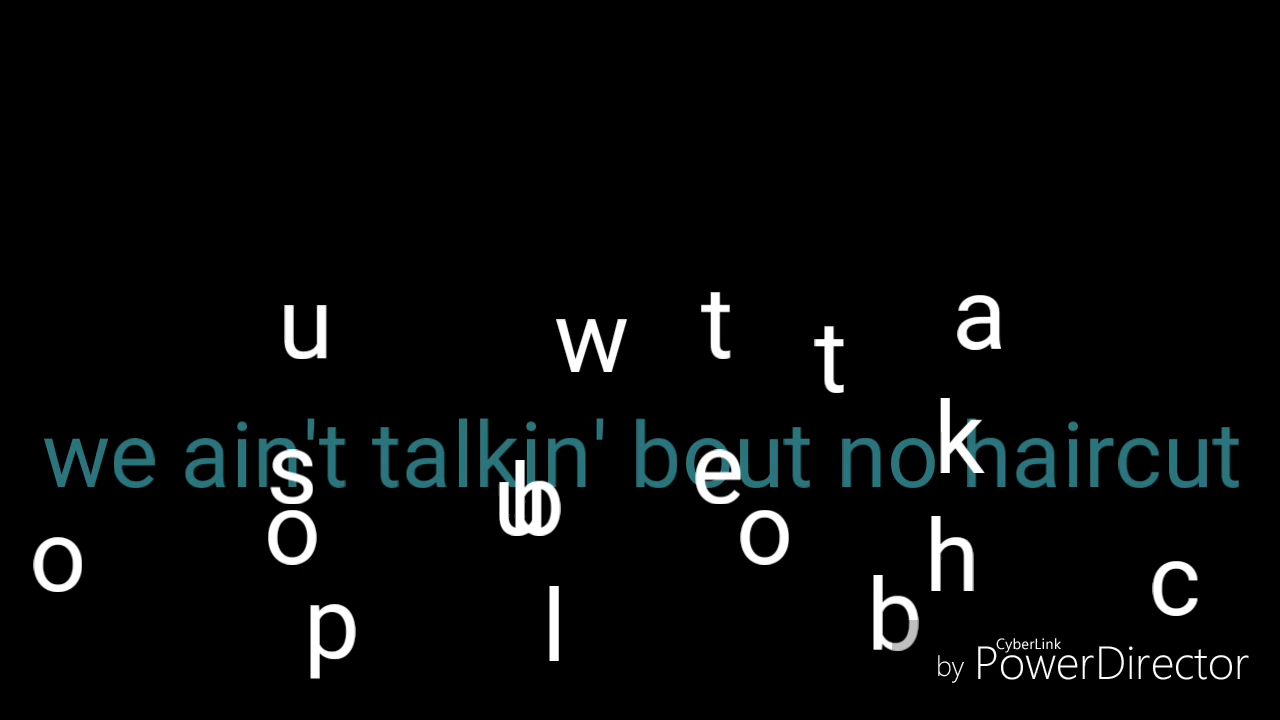 u w t t a
we ain't talkin' bout no haircut
k
s e
u b
o o o h c
p l b
CyberLink
by PowerDirector